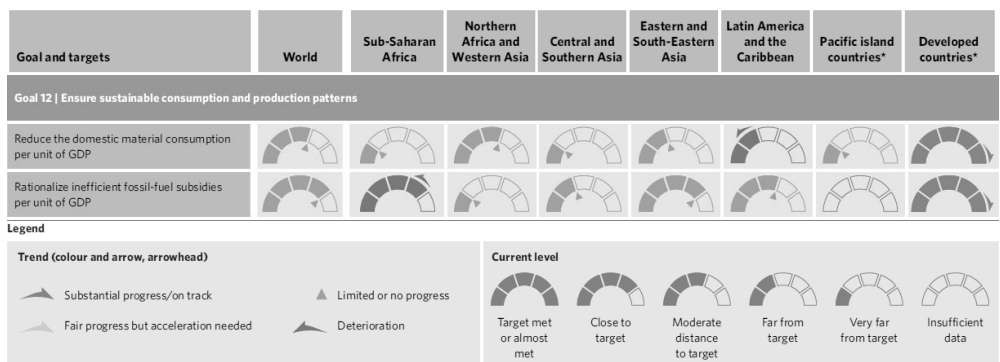 Goal and targets
World
Sub-Saharan
Africa
Northern
Africa and
Western Asia
Central and
Southern Asia
Eastern and
South-Eastern
Asia
Latin America
and the
Caribbean
Pacific island
countries*
Developed
countries*
Goal 12 | Ensure sustainable consumption and production patterns
Reduce the domestic material consumption
per unit of GDP
Rationalize inefficient fossil-fuel subsidies
per unit of GDP
Legend
Trend (colour and arrow, arrowhead)
Substantial progress/on track
Limited or no progress
Fair progress but acceleration needed
Deterioration
Current level
Target met
or almost
met
Close to
target
Moderate
distance
to target
Far from
target
Very far
from target
Insufficient
data